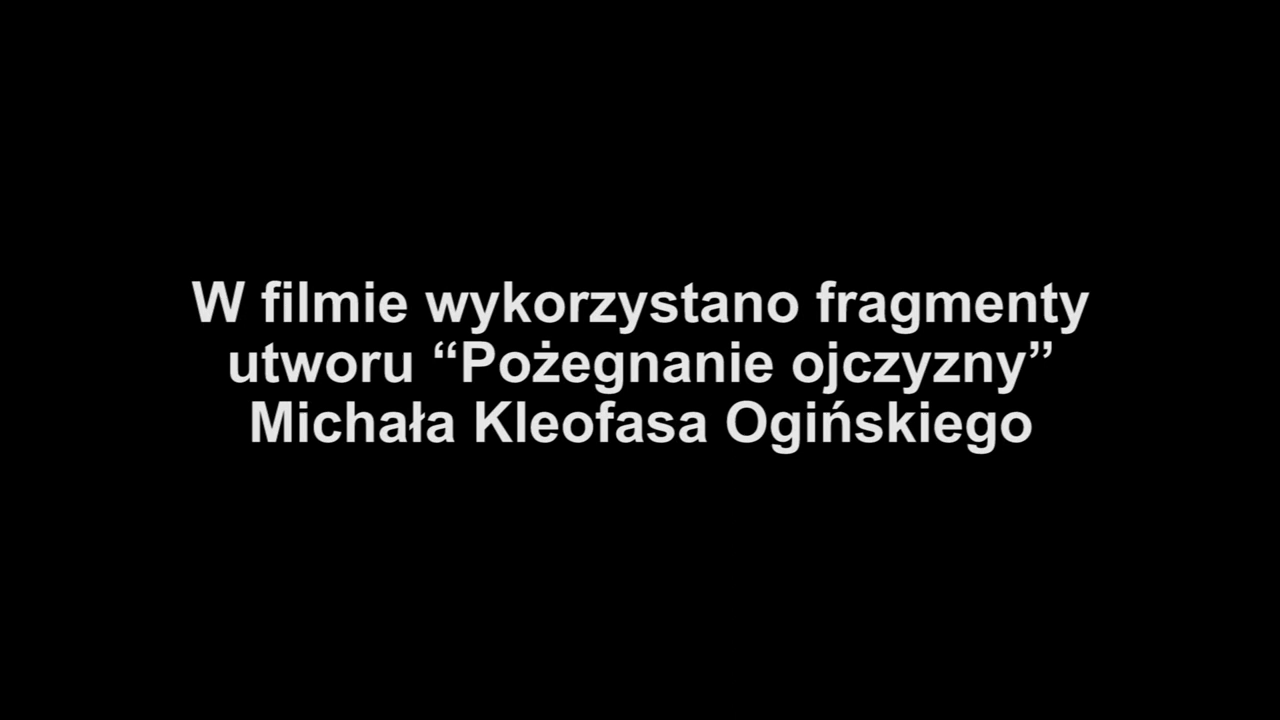 W filmie wykorzystano fragmenty
utworu “Pożegnanie ojczyzny”
Michała Kleofasa Ogińskiego